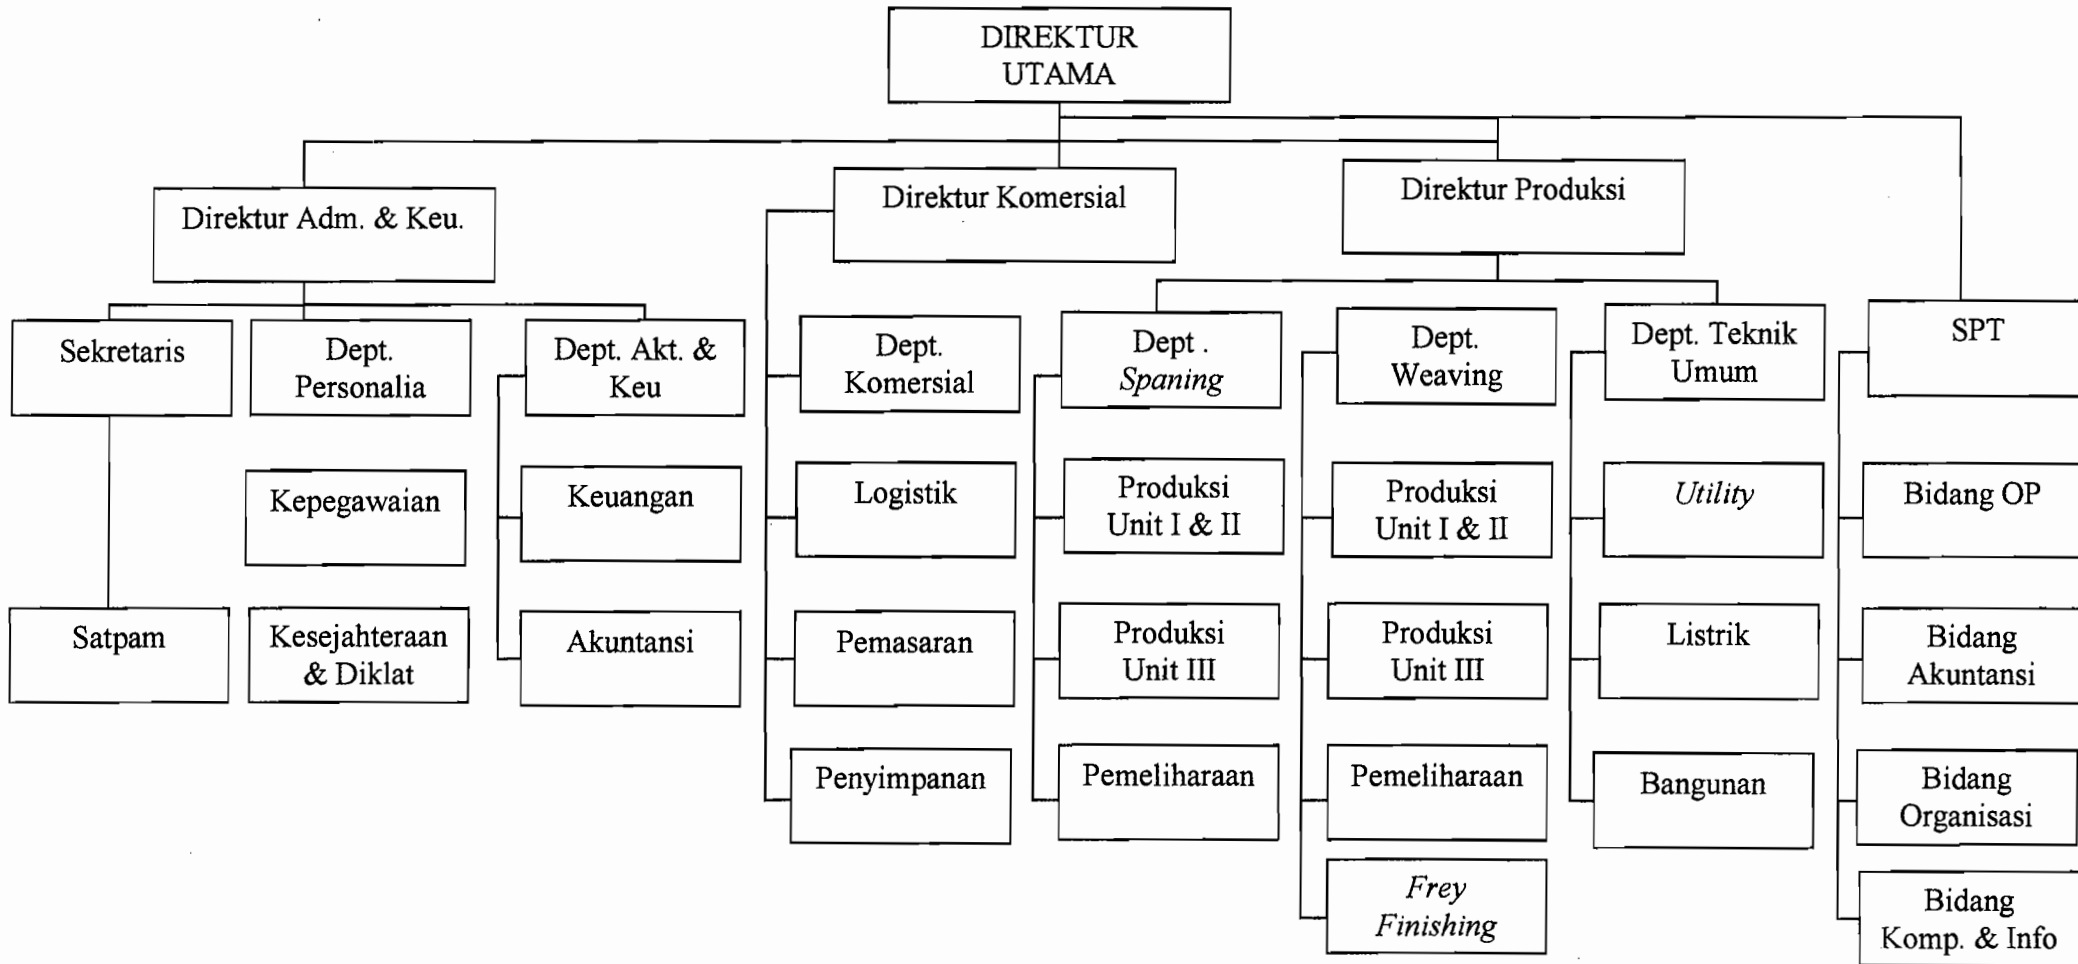 DIREKTUR
UTAMA
Direktur Adm. & Keu.
Direktur Komersial
Direktur Produksi
Sekretaris
Dept.
Personalia
Dept. Akt. &
Keu
Dept.
Komersial
Dept .
Spaning
Dept.
Weaving
Dept. Teknik
Umum
SPT
Kepegawaian
Keuangan
Logistik
Produksi
Unit I & II
Produksi
Unit I & II
Utility
Bidang OP
Satpam
Kesejahteraan
& Diklat
Akuntansi
Pemasaran
Produksi
Unit III
Produksi
Unit III
Listrik
Bidang
Akuntansi
Penyimpanan
Pemeliharaan
Pemeliharaan
Bangunan
Bidang
Organisasi
Frey
Finishing
Bidang
Komp. & Info